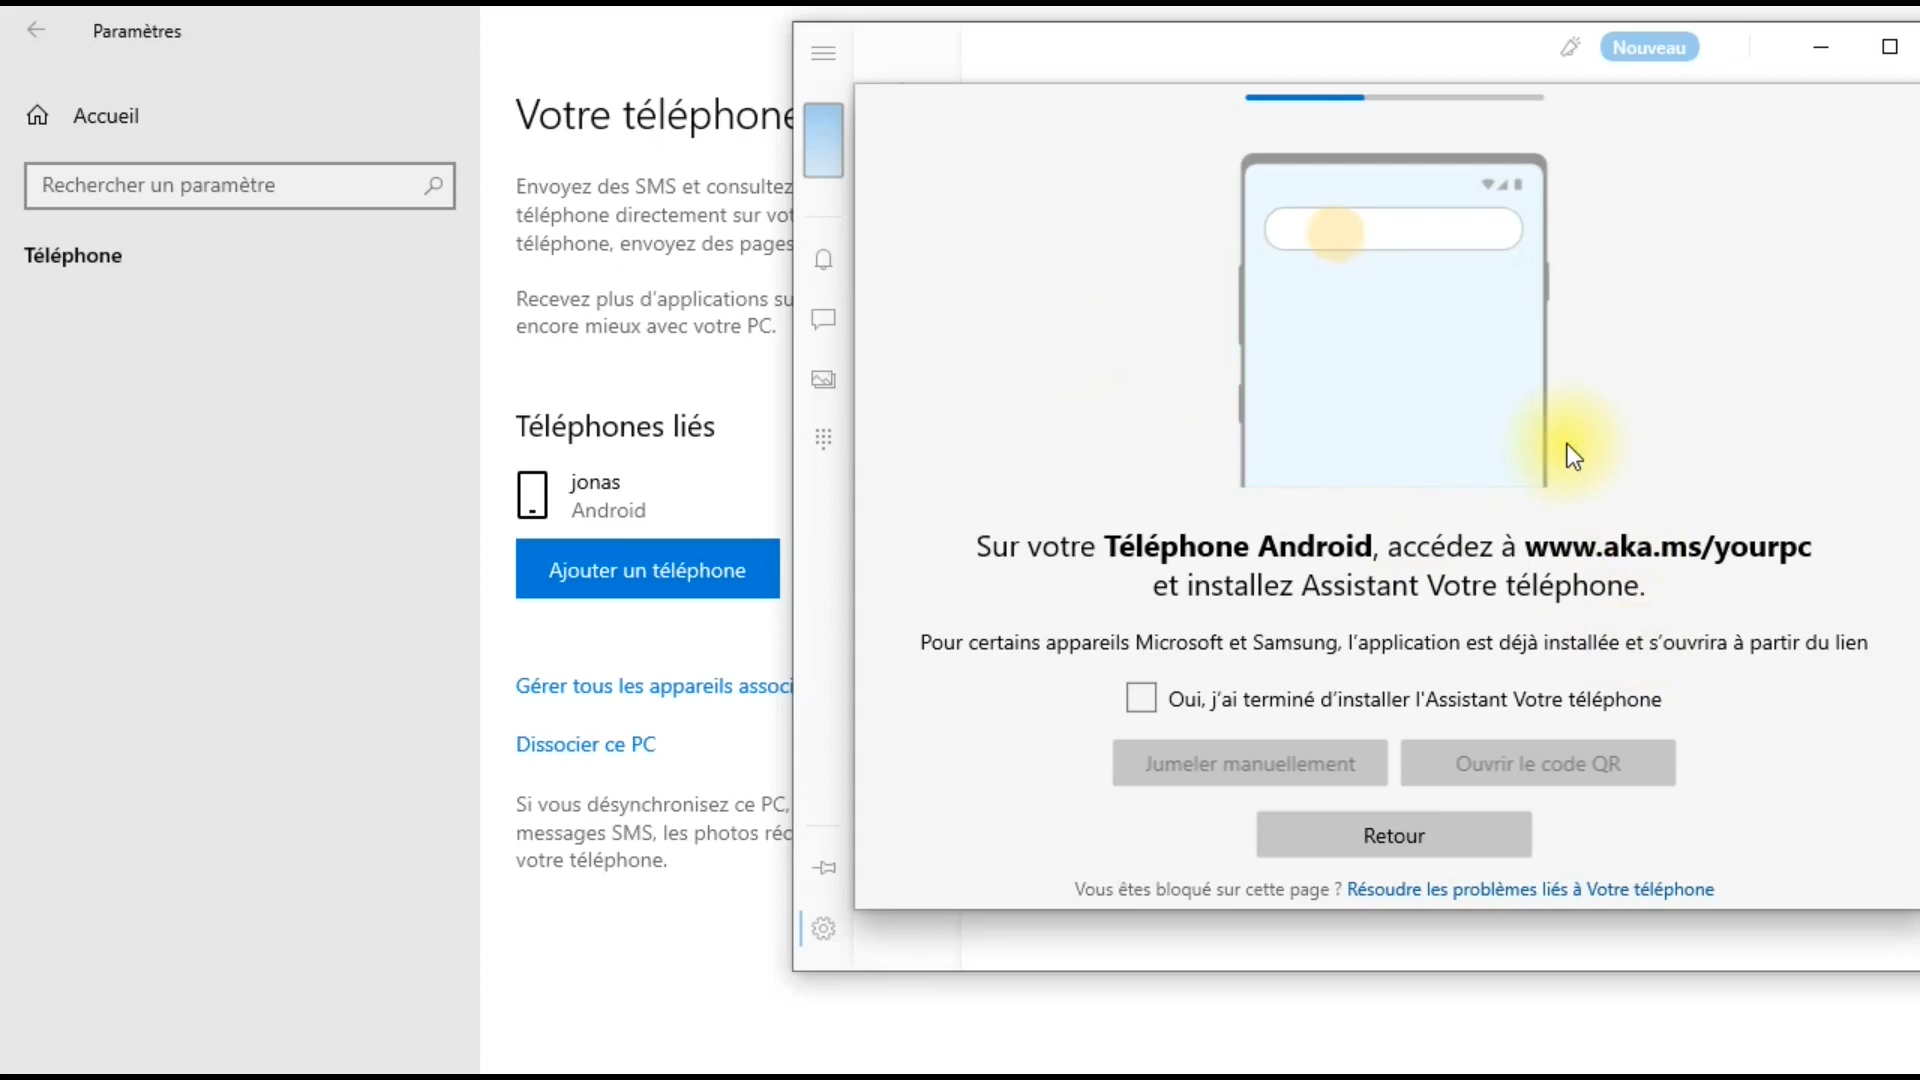 Paramètres
Accueil
Rechercher un paramètre
Téléphone
Votre téléphone
Envoyez des SMS et consultez
téléphone directement sur vot
téléphone, envoyez des pages
Recevez plus d'applications su
encore mieux avec votre PC.
Téléphones liés
jonas
Android
Ajouter un téléphone
Gérer tous les appareils associ
Dissocier ce PC
Si vous désynchronisez ce PC,
messages SMS, les photos réc
votre téléphone.
Nouveau
Sur votre Téléphone Android, accédez à www.aka.ms/yourpc
et installez Assistant Votre téléphone.
Pour certains appareils Microsoft et Samsung, l'application est déjà installée et s'ouvrira à partir du lien
Oui, j'ai terminé d'installer l'Assistant Votre téléphone
Jumeler manuellement
Ouvrir le code QR
Retour
Vous êtes bloqué sur cette page ? Résoudre les problèmes liés à Votre téléphone